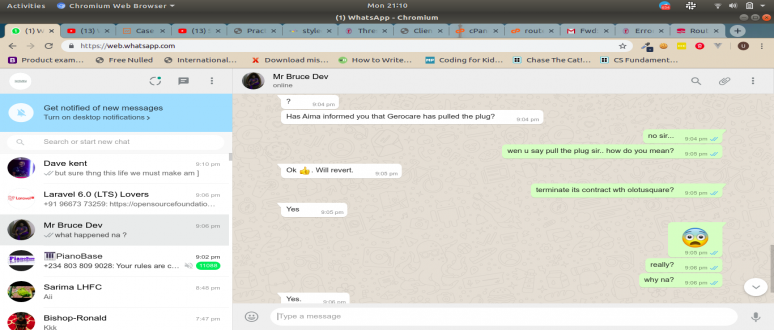 Activities
Chromium Web Browser
Mon 21:10
(1) WhatsApp - Chromium
(1) W
(13) S
Case
(13) S
Practi
style
Three
Client
cPan
route
Fwd
Error
Rout
https://web.whatsapp.com
Product exam...
Free Nulled
International...
Download mis...
How to Write...
Coding for Kid...
Chase The Cat!...
CS Fundament...
Mr Bruce Dev
online
Get notified of new messages
Turn on desktop notifications >
Search or start new chat
Dave kent
9:10 pm
but sure thng this life we must make am ]
Laravel 6.0 (LTS) Lovers
9:06 pm
+91 96673 73259: https://opensourcefoundatio...
Mr Bruce Dev
9:06 pm
what happened na ?
PianoBase
9:02 pm
+234 803 809 9028: Your rules are c...
Sarima LHFC
8:48 pm
Aii
Bishop-Ronald
7:47 pm
Kkk
?
9:04 pm
Has Aima informed you that Gerocare has pulled the plug?
9:04 pm
no sir...
9:04 pm
wen u say pull the plug sir.. how do you mean?
9:05 pm
Ok 👍. Will revert.
9:05 pm
terminate its contract wth olotusquare?
9:05 pm
Yes
9:05 pm
9:05 pm
really?
9:06 pm
why na?
9:06 pm
Yes.
9:06 pm
Type a message